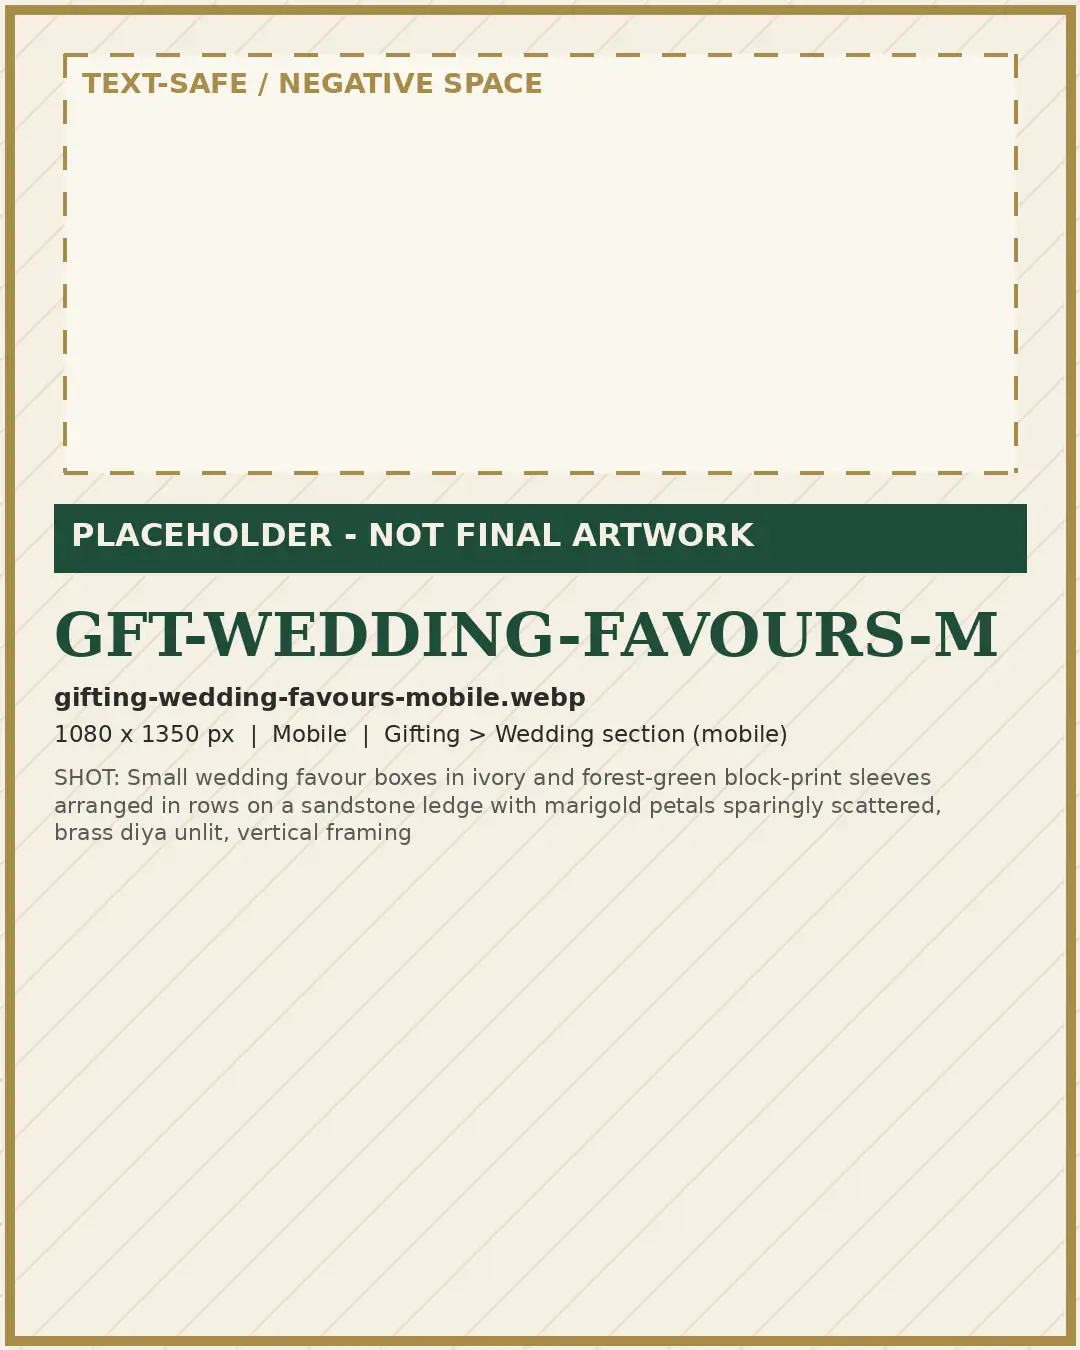 TEXT-SAFE / NEGATIVE SPACE
PLACEHOLDER - NOT FINAL ARTWORK
GFT-WEDDING-FAVOURS-M
gifting-wedding-favours-mobile.webp
1080 x 1350 px | Mobile | Gifting > Wedding section (mobile)
SHOT: Small wedding favour boxes in ivory and forest-green block-print sleeves
arranged in rows on a sandstone ledge with marigold petals sparingly scattered,
brass diya unlit, vertical framing